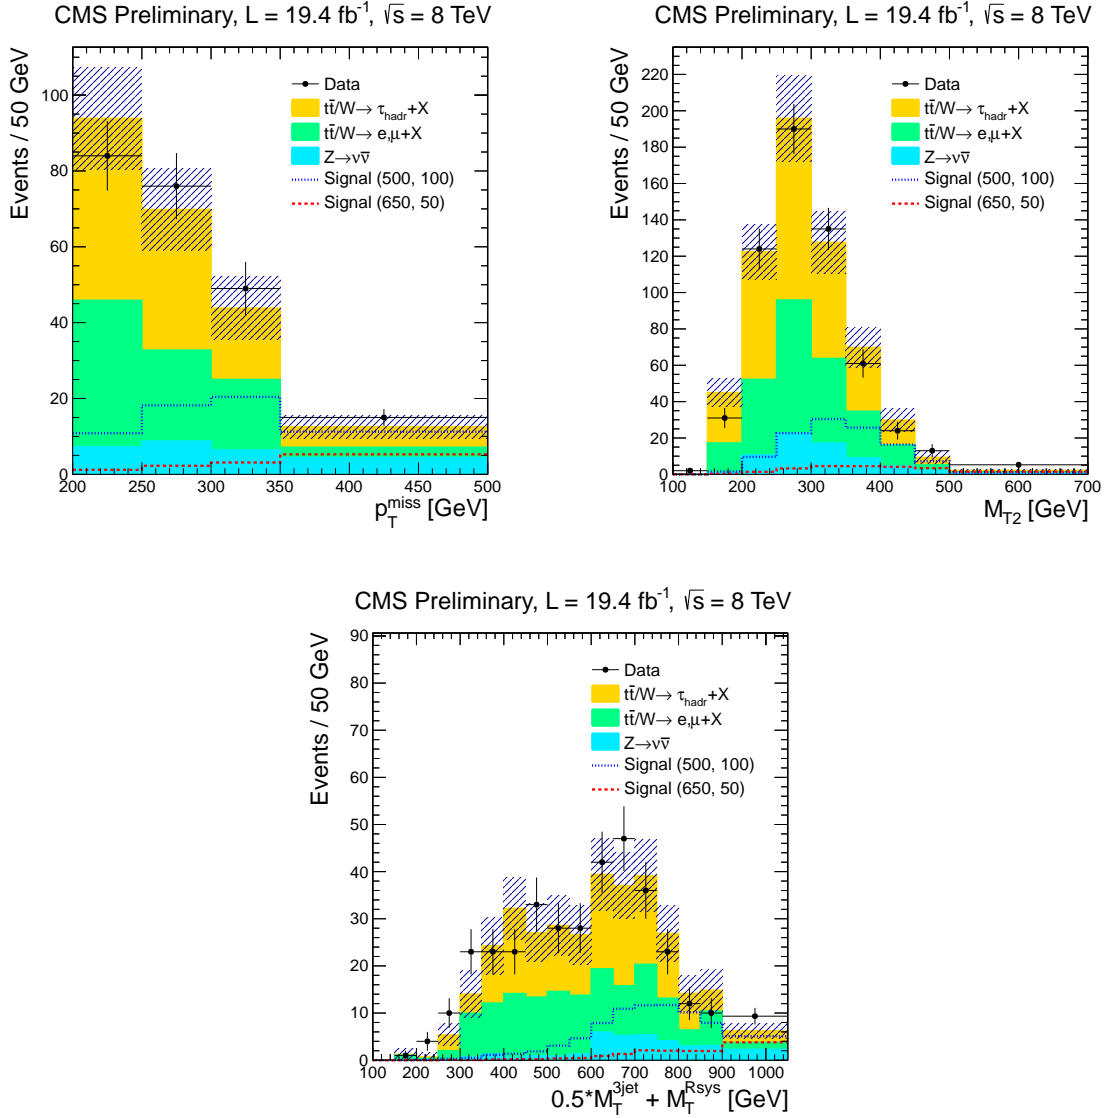 CMS Preliminary, L = 19.4 fb⁻¹, √s = 8 TeV
Events / 50 GeV
100
80
60
40
20
0
Data
tt̄/W→ τ_hadr+X
tt̄/W→ e,μ+X
Z→νν̄
Signal (500, 100)
Signal (650, 50)
200 250 300 350 400 450 500
p_T^miss [GeV]
CMS Preliminary, L = 19.4 fb⁻¹, √s = 8 TeV
Events / 50 GeV
220
200
180
160
140
120
100
80
60
40
20
0
Data
tt̄/W→ τ_hadr+X
tt̄/W→ e,μ+X
Z→νν̄
Signal (500, 100)
Signal (650, 50)
100 200 300 400 500 600 700
M_T2 [GeV]
CMS Preliminary, L = 19.4 fb⁻¹, √s = 8 TeV
Events / 50 GeV
90
80
70
60
50
40
30
20
10
0
Data
tt̄/W→ τ_hadr+X
tt̄/W→ e,μ+X
Z→νν̄
Signal (500, 100)
Signal (650, 50)
100 200 300 400 500 600 700 800 900 1000
0.5*M_T^3jet + M_T^Rsys [GeV]